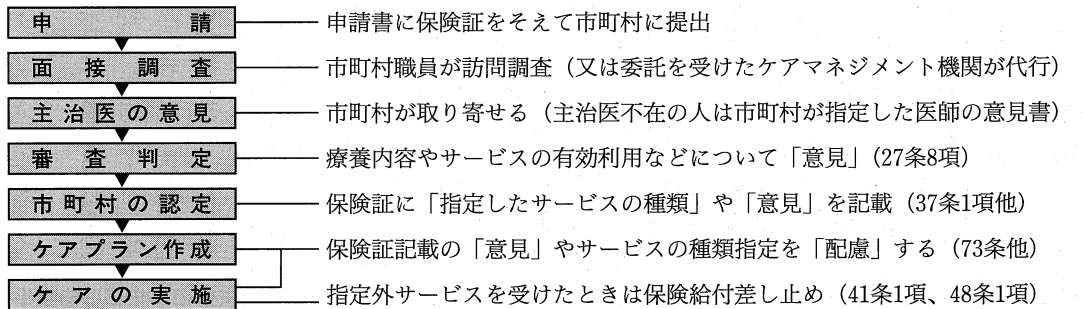 申請 申請書に保険証をそえて市町村に提出
面接調査 市町村職員が訪問調査（又は委託を受けたケアマネジメント機関が代行）
主治医の意見 市町村が取り寄せる（主治医不在の人は市町村が指定した医師の意見書）
審査判定 療養内容やサービスの有効利用などについて「意見」（27条8項）
市町村の認定 保険証に「指定したサービスの種類」や「意見」を記載（37条1項他）
ケアプラン作成 保険証記載の「意見」やサービスの種類指定を「配慮」する（73条他）
ケアの実施 指定外サービスを受けたときは保険給付差し止め（41条1項、48条1項）